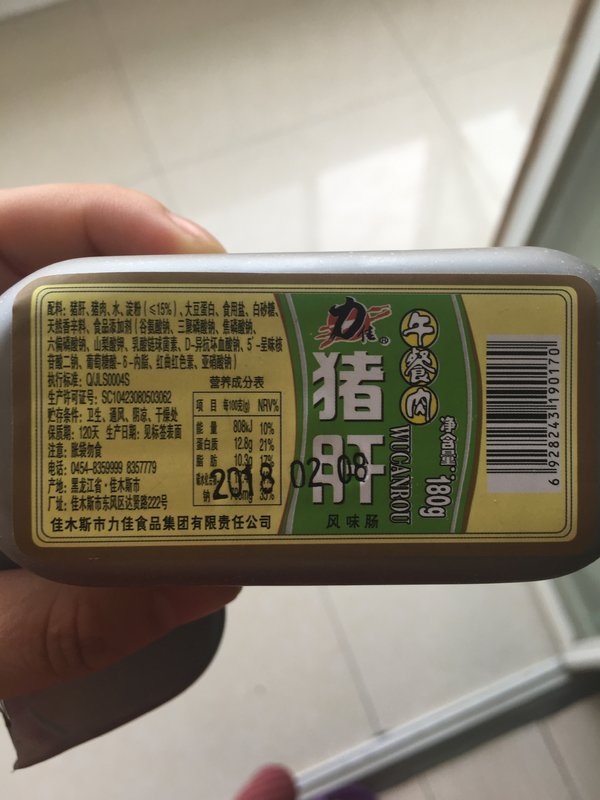 配料：猪肝、猪肉、水、淀粉（≤15%）、大豆蛋白、食用盐、白砂糖、
天然香辛料、食品添加剂（谷氨酸钠、三聚磷酸钠、焦磷酸钠、
六偏磷酸钠、山梨酸钾、乳酸链球菌素、D-异抗坏血酸钠、5′-呈味核
苷酸二钠、葡萄糖酸-δ-内酯、红曲红色素、亚硝酸钠）
执行标准：Q/JLS0004S
生产许可证号：SC10423080503062
贮存条件：卫生、通风、阴凉、干燥处
保质期：120天 生产日期：见标签表面
注意：胀袋勿食
电话：0454-8359999 8357779
产地：黑龙江省·佳木斯市
厂址：佳木斯市东风区达贤路222号
佳木斯市力佳食品集团有限责任公司
营养成分表
项 目 每100克(g) NRV%
能 量 808kJ 10%
蛋白质 12.8g 21%
脂 肪 10.3g 17%
钠 35%
2018 02 08
力佳®
猪肝
风味肠
午餐肉
WUCANROU
净含量：180g
6 928243 190170